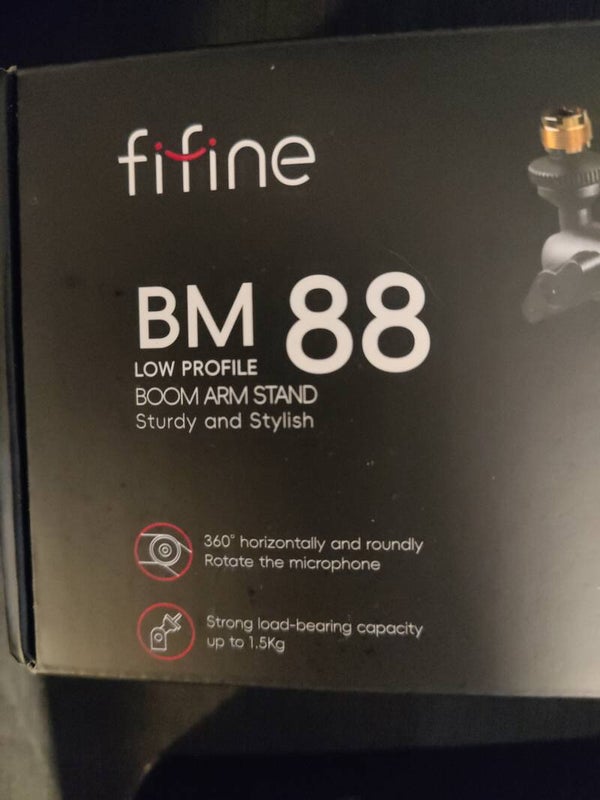 fifine
BM 88
LOW PROFILE
BOOM ARM STAND
Sturdy and Stylish
360° horizontally and roundly
Rotate the microphone
Strong load-bearing capacity
up to 1.5Kg